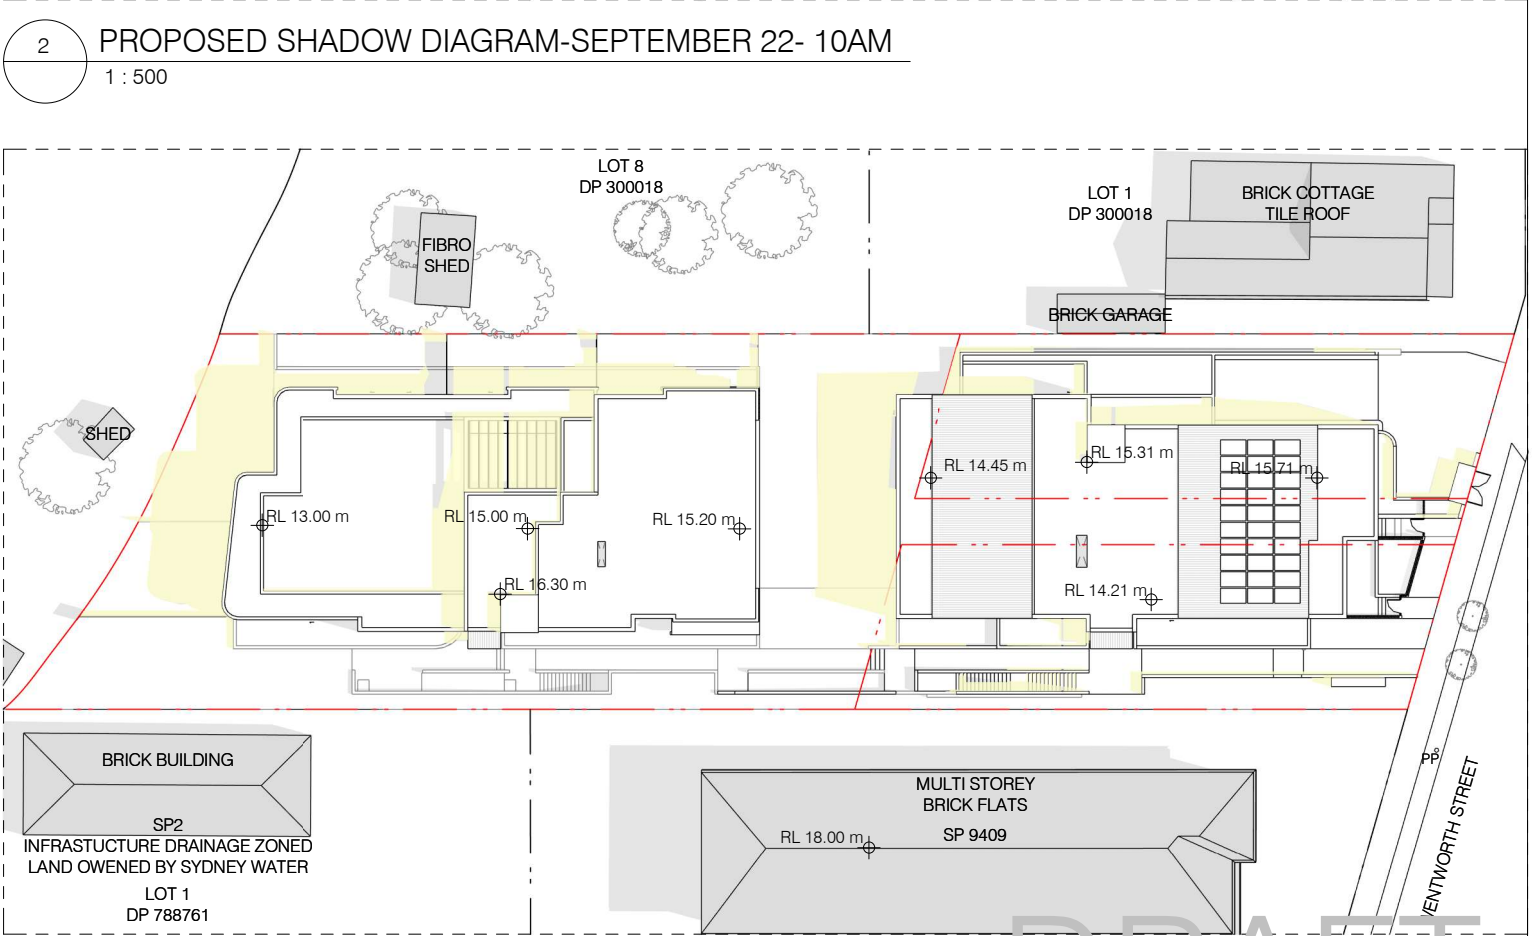 2
PROPOSED SHADOW DIAGRAM-SEPTEMBER 22- 10AM
1 : 500
LOT 8
DP 300018
LOT 1
DP 300018
BRICK COTTAGE
TILE ROOF
FIBRO
SHED
BRICK GARAGE
SHED
RL 13.00 m
RL 15.00 m
RL 15.20 m
RL 16.30 m
RL 14.45 m
RL 15.31 m
RL 15.71 m
RL 14.21 m
BRICK BUILDING
SP2
INFRASTUCTURE DRAINAGE ZONED
LAND OWENED BY SYDNEY WATER
LOT 1
DP 788761
MULTI STOREY
BRICK FLATS
SP 9409
RL 18.00 m
PP
WENTWORTH STREET
DRAFT